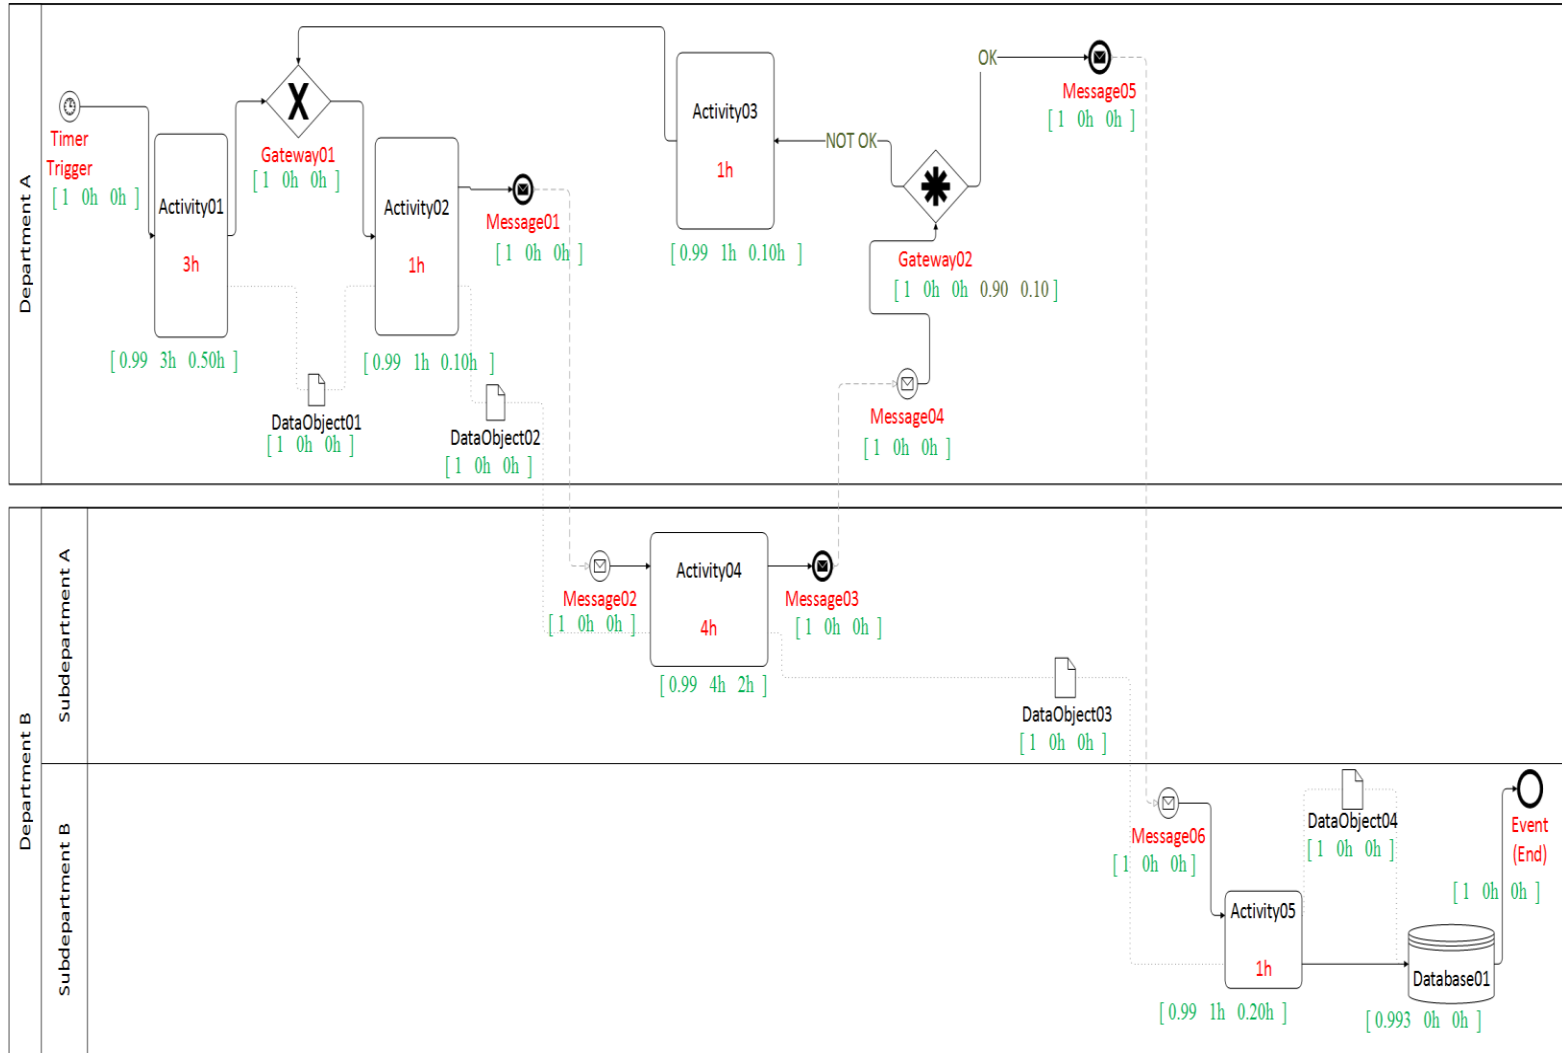 Department A
Timer
Trigger
[ 1 0h 0h ]
Activity01
3h
[ 0.99 3h 0.50h ]
X
Gateway01
[ 1 0h 0h ]
Activity02
1h
[ 0.99 1h 0.10h ]
Message01
[ 1 0h 0h ]
DataObject01
[ 1 0h 0h ]
DataObject02
[ 1 0h 0h ]
Activity03
1h
[ 0.99 1h 0.10h ]
NOT OK
OK
Gateway02
[ 1 0h 0h 0.90 0.10 ]
Message04
[ 1 0h 0h ]
Message05
[ 1 0h 0h ]
Department B
Subdepartment A
Message02
[ 1 0h 0h ]
Activity04
4h
[ 0.99 4h 2h ]
Message03
[ 1 0h 0h ]
DataObject03
[ 1 0h 0h ]
Subdepartment B
Message06
[ 1 0h 0h ]
Activity05
1h
[ 0.99 1h 0.20h ]
DataObject04
[ 1 0h 0h ]
Database01
[ 0.993 0h 0h ]
Event
(End)
[ 1 0h 0h ]